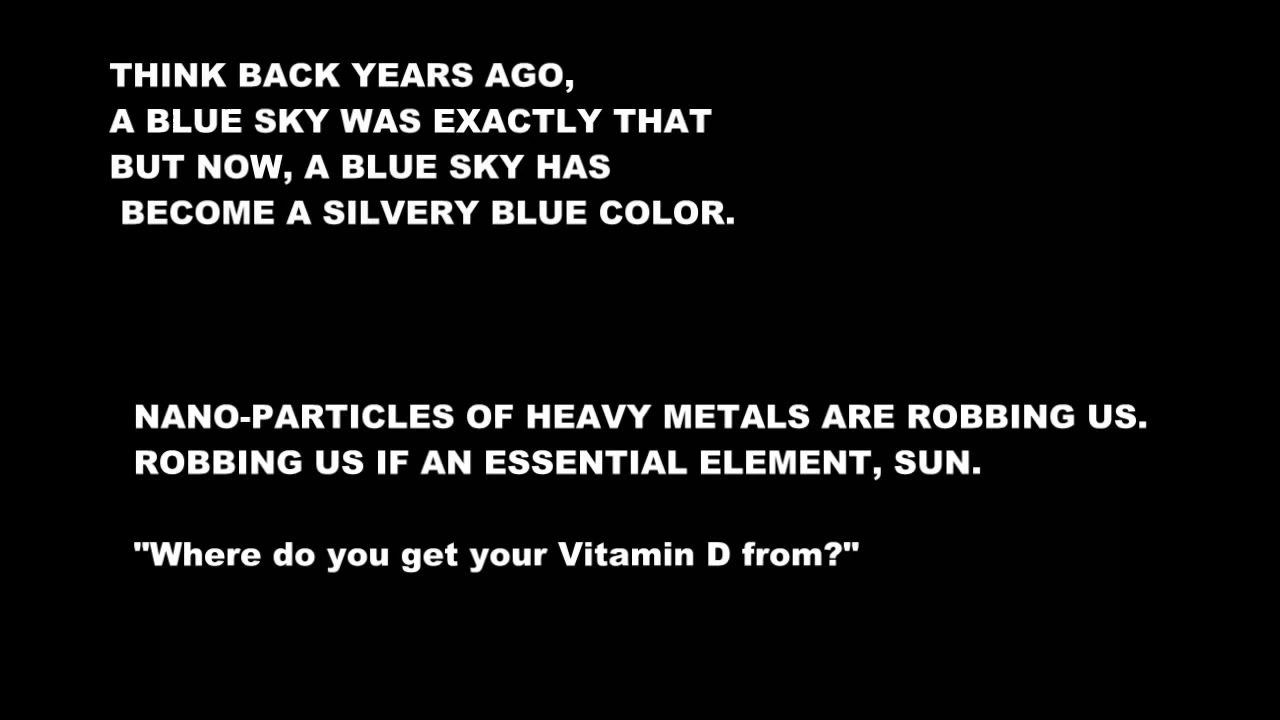 THINK BACK YEARS AGO,
A BLUE SKY WAS EXACTLY THAT
BUT NOW, A BLUE SKY HAS
BECOME A SILVERY BLUE COLOR.
NANO-PARTICLES OF HEAVY METALS ARE ROBBING US.
ROBBING US IF AN ESSENTIAL ELEMENT, SUN.
"Where do you get your Vitamin D from?"